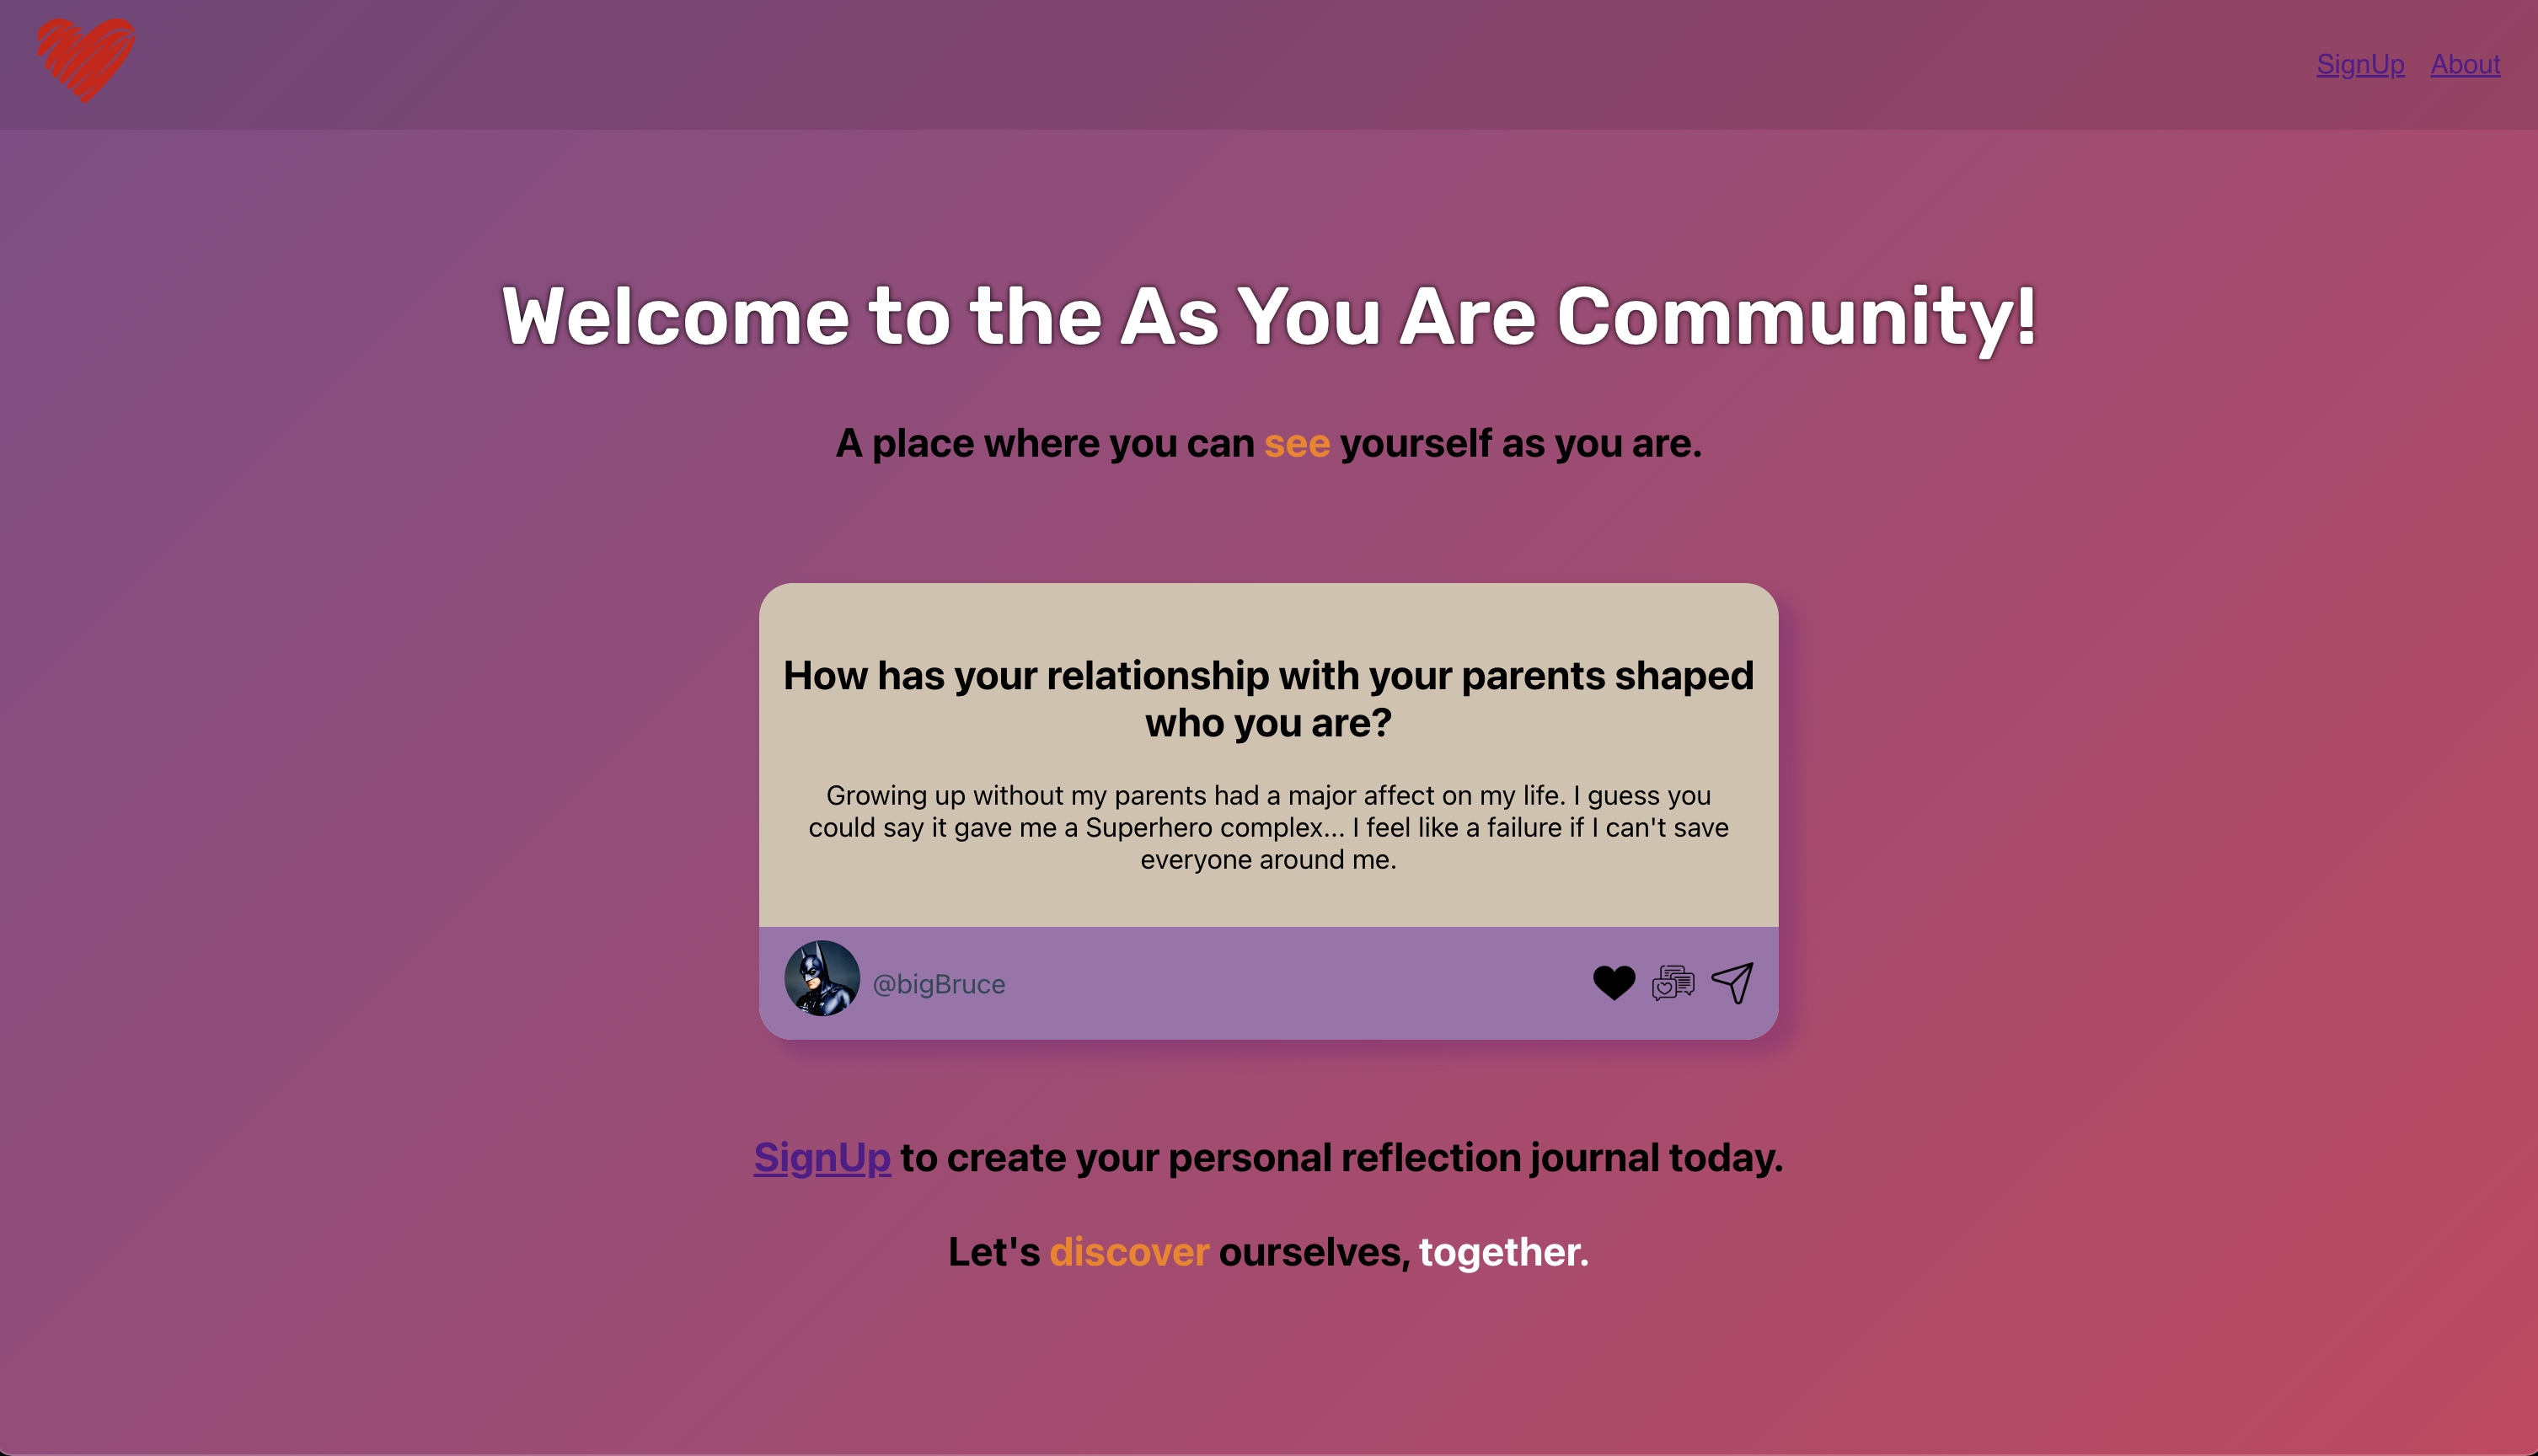 SignUp About
Welcome to the As You Are Community!
A place where you can see yourself as you are.
How has your relationship with your parents shaped
who you are?
Growing up without my parents had a major affect on my life. I guess you
could say it gave me a Superhero complex... I feel like a failure if I can't save
everyone around me.
@bigBruce
SignUp to create your personal reflection journal today.
Let's discover ourselves, together.